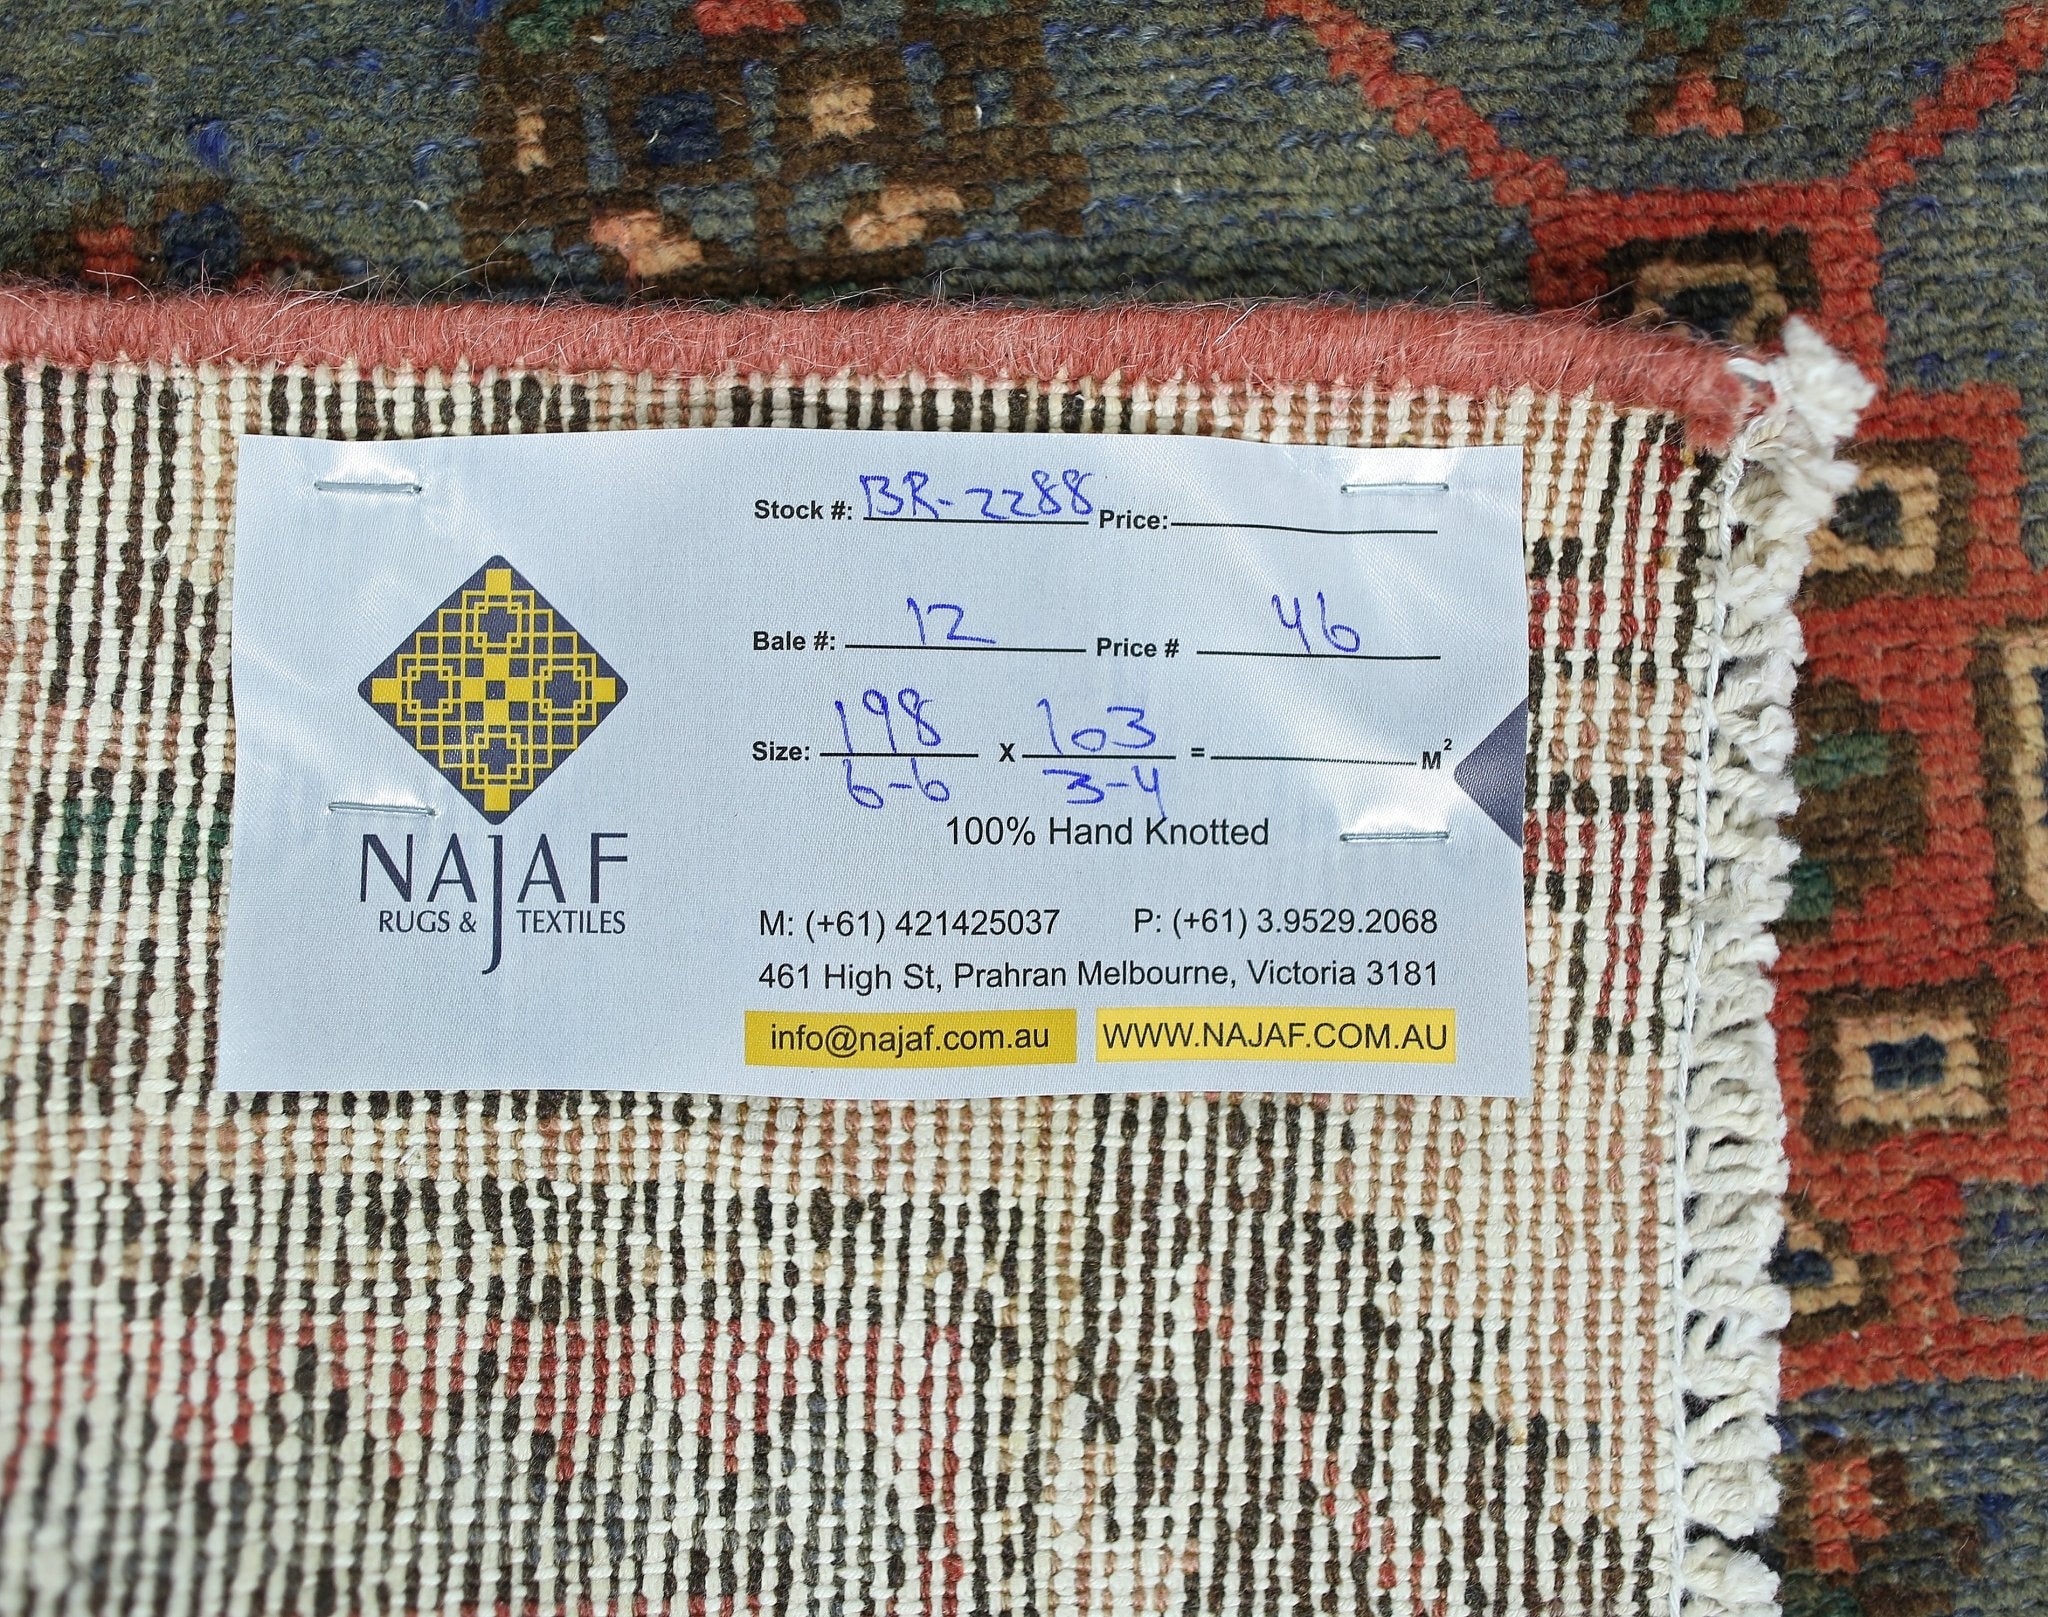 Stock #: BR-2288 Price:
Bale #: 12 Price # 46
Size: 198 x 103 = M²
6-6 3-4
100% Hand Knotted
NAJAF
RUGS & TEXTILES
M: (+61) 421425037 P: (+61) 3.9529.2068
461 High St, Prahran Melbourne, Victoria 3181
info@najaf.com.au WWW.NAJAF.COM.AU